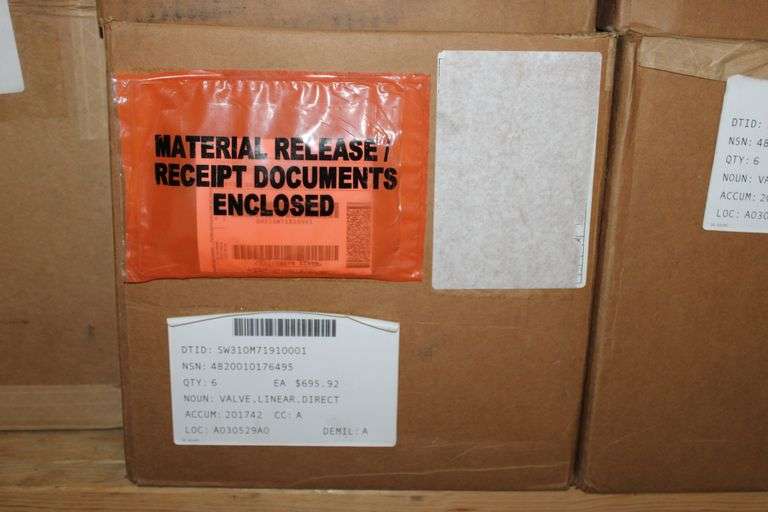 MATERIAL RELEASE /
RECEIPT DOCUMENTS
ENCLOSED
DTID: SW310M71910001
NSN: 4820010176495
QTY: 6 EA $695.92
NOUN: VALVE,LINEAR,DIRECT
ACCUM: 201742 CC: A
LOC: A030529A0 DEMIL: A
DTID:
NSN: 48
QTY: 6
NOUN: VA
ACCUM: 20
LOC: A030